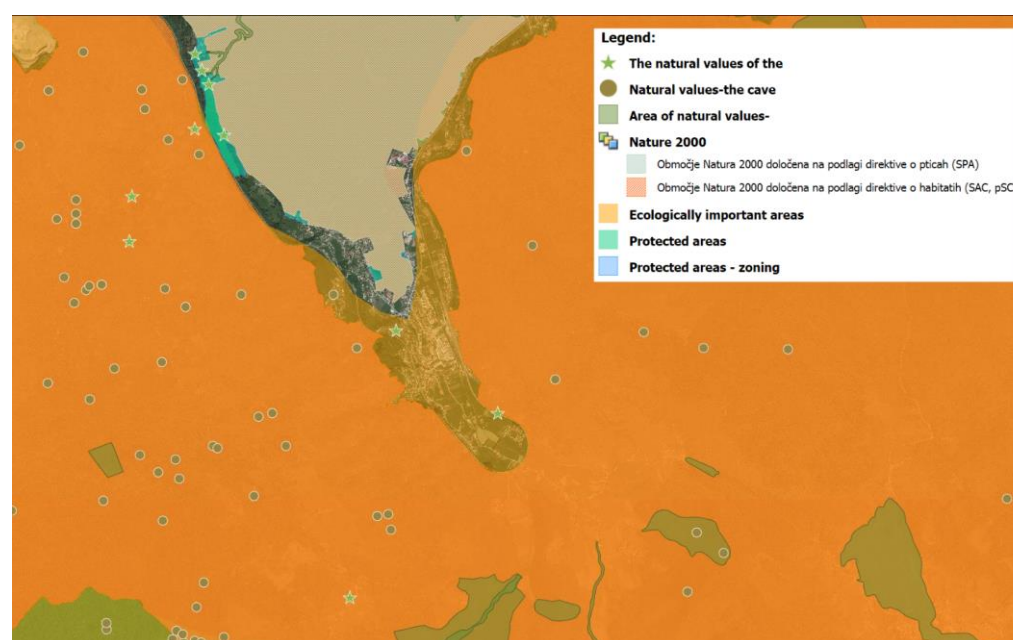 Legend:
The natural values of the
Natural values-the cave
Area of natural values-
Nature 2000
Območje Natura 2000 določena na podlagi direktive o pticah (SPA)
Območje Natura 2000 določena na podlagi direktive o habitatih (SAC, pSC
Ecologically important areas
Protected areas
Protected areas - zoning